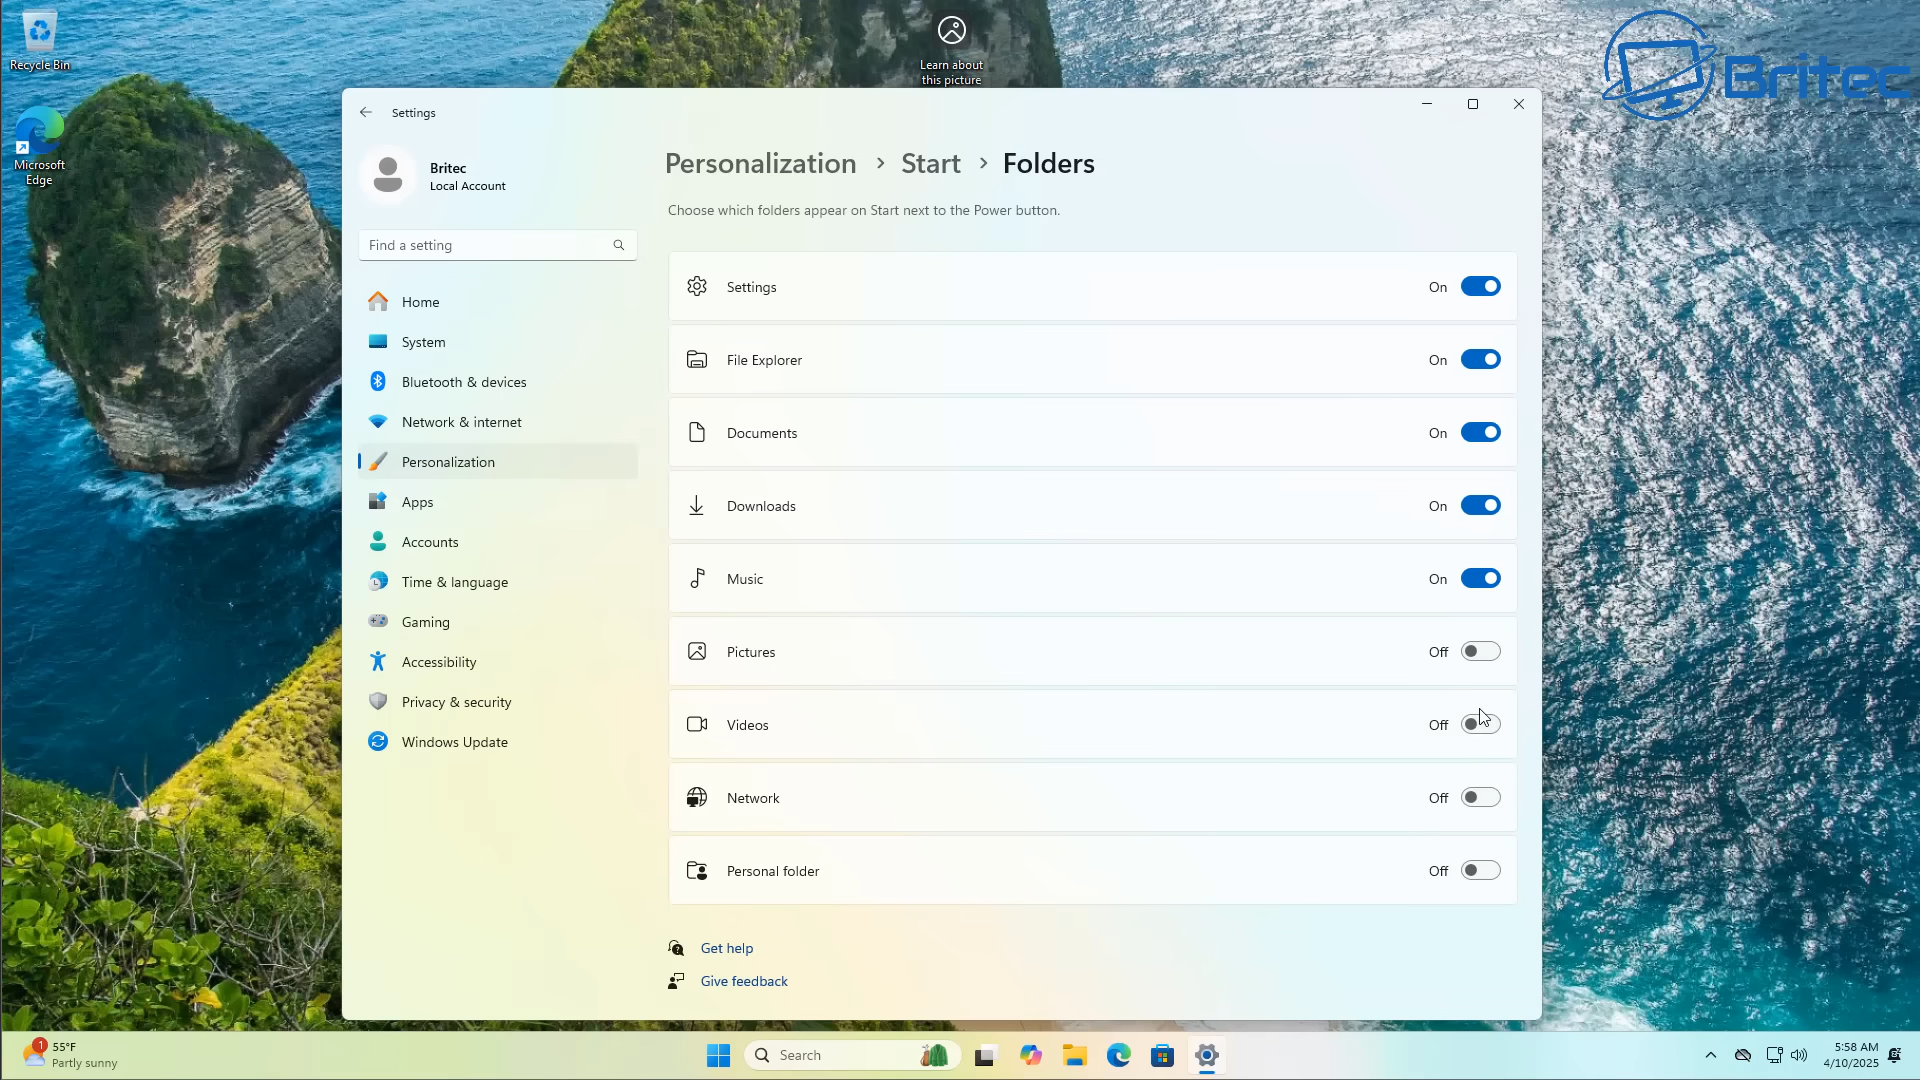 Recycle Bin
Microsoft
Edge
Learn about
this picture
Britec
Settings
Britec
Local Account
Find a setting
Home
System
Bluetooth & devices
Network & internet
Personalization
Apps
Accounts
Time & language
Gaming
Accessibility
Privacy & security
Windows Update
Personalization > Start > Folders
Choose which folders appear on Start next to the Power button.
Settings On
File Explorer On
Documents On
Downloads On
Music On
Pictures Off
Videos Off
Network Off
Personal folder Off
Get help
Give feedback
1
55°F
Partly sunny
Search
5:58 AM
4/10/2025